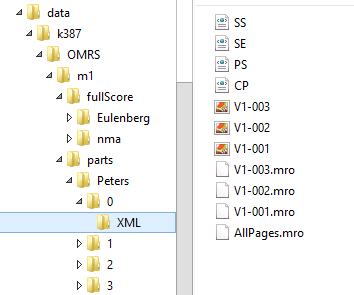 data
k387
OMRS
m1
fullScore
Eulenberg
nma
parts
Peters
0
XML
1
2
3
SS
SE
PS
CP
V1-003
V1-002
V1-001
V1-003.mro
V1-002.mro
V1-001.mro
AllPages.mro